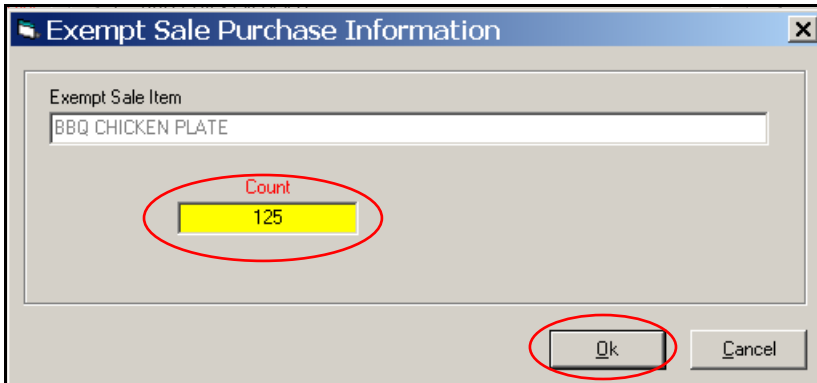 Exempt Sale Purchase Information
Exempt Sale Item
BBQ CHICKEN PLATE
Count
125
Ok
Cancel